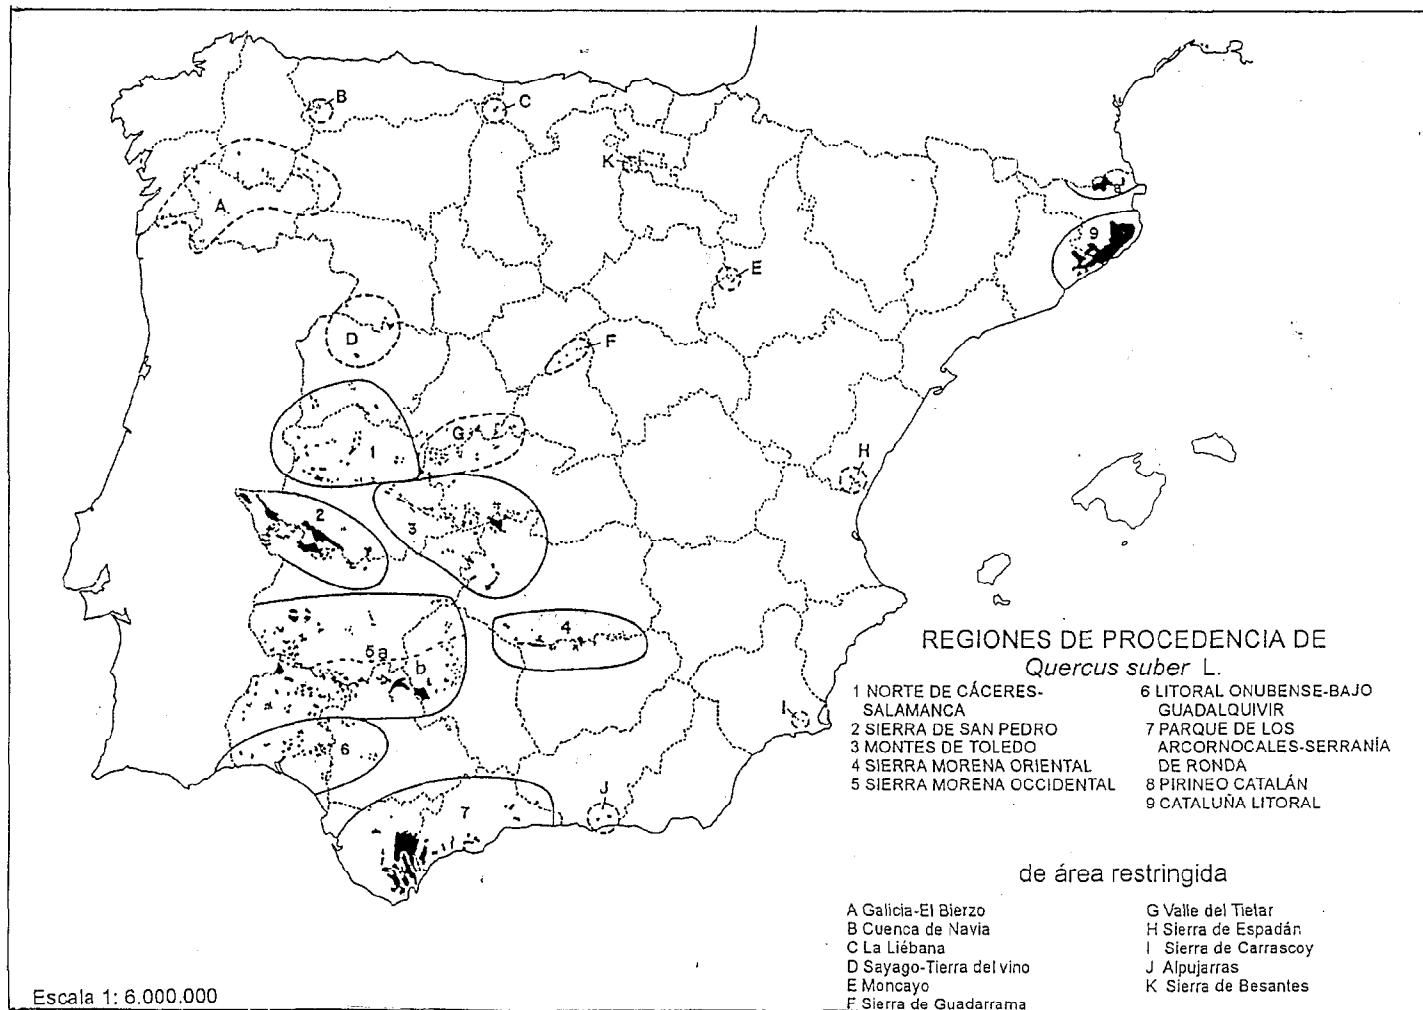 B
C
K
A
8
9
E
D
F
G
1
H
2
3
4
5a
b
6
I
J
7
REGIONES DE PROCEDENCIA DE
Quercus suber L.
1 NORTE DE CÁCERES-
SALAMANCA
2 SIERRA DE SAN PEDRO
3 MONTES DE TOLEDO
4 SIERRA MORENA ORIENTAL
5 SIERRA MORENA OCCIDENTAL
6 LITORAL ONUBENSE-BAJO
GUADALQUIVIR
7 PARQUE DE LOS
ARCORNOCALES-SERRANÍA
DE RONDA
8 PIRINEO CATALÁN
9 CATALUÑA LITORAL
de área restringida
A Galicia-El Bierzo
B Cuenca de Navia
C La Liébana
D Sayago-Tierra del vino
E Moncayo
F Sierra de Guadarrama
G Valle del Tietar
H Sierra de Espadán
I Sierra de Carrascoy
J Alpujarras
K Sierra de Besantes
Escala 1: 6.000.000